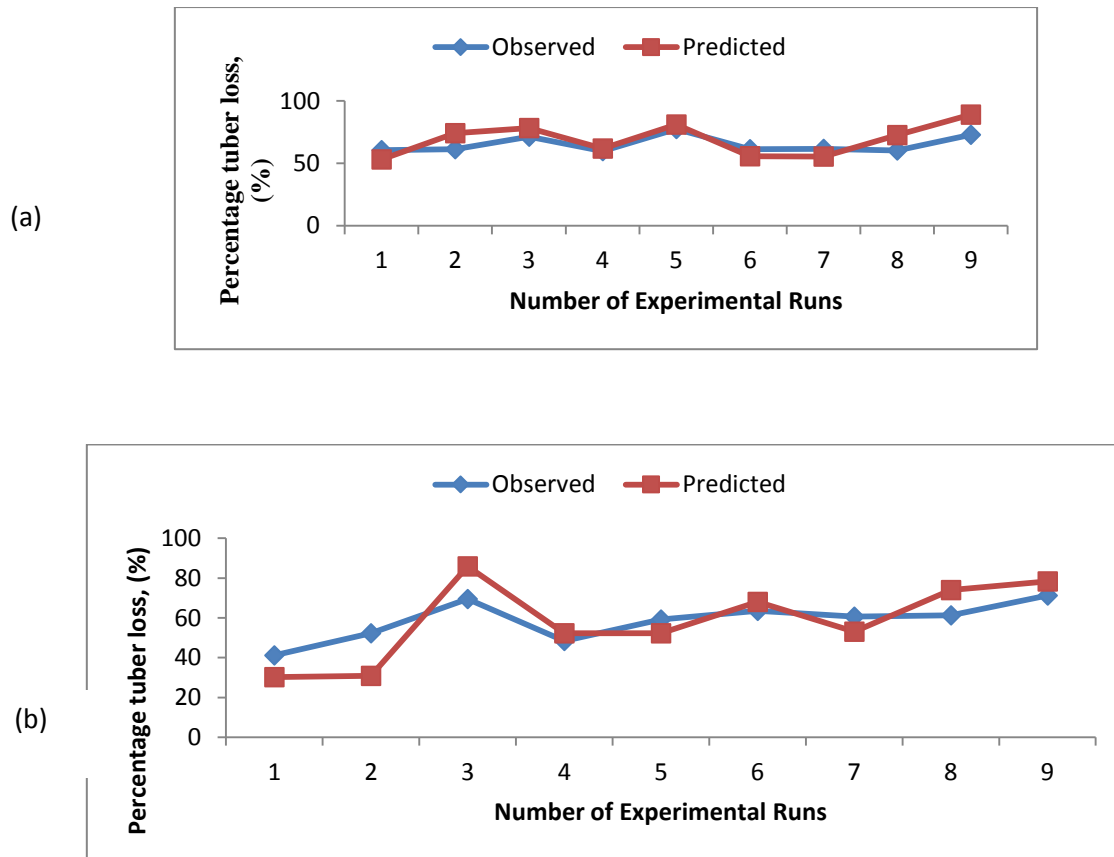 (a)
Observed Predicted
Percentage tuber loss,
(%)
100
50
0
1 2 3 4 5 6 7 8 9
Number of Experimental Runs
(b)
Observed Predicted
Percentage tuber loss, (%)
100
80
60
40
20
0
1 2 3 4 5 6 7 8 9
Number of Experimental Runs